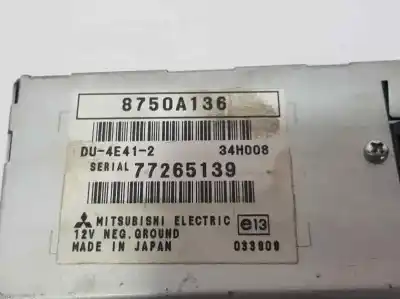 8750A136
DU-4E41-2 34H008
SERIAL 77265139
MITSUBISHI ELECTRIC e13
12V NEG.GROUND
MADE IN JAPAN 033809